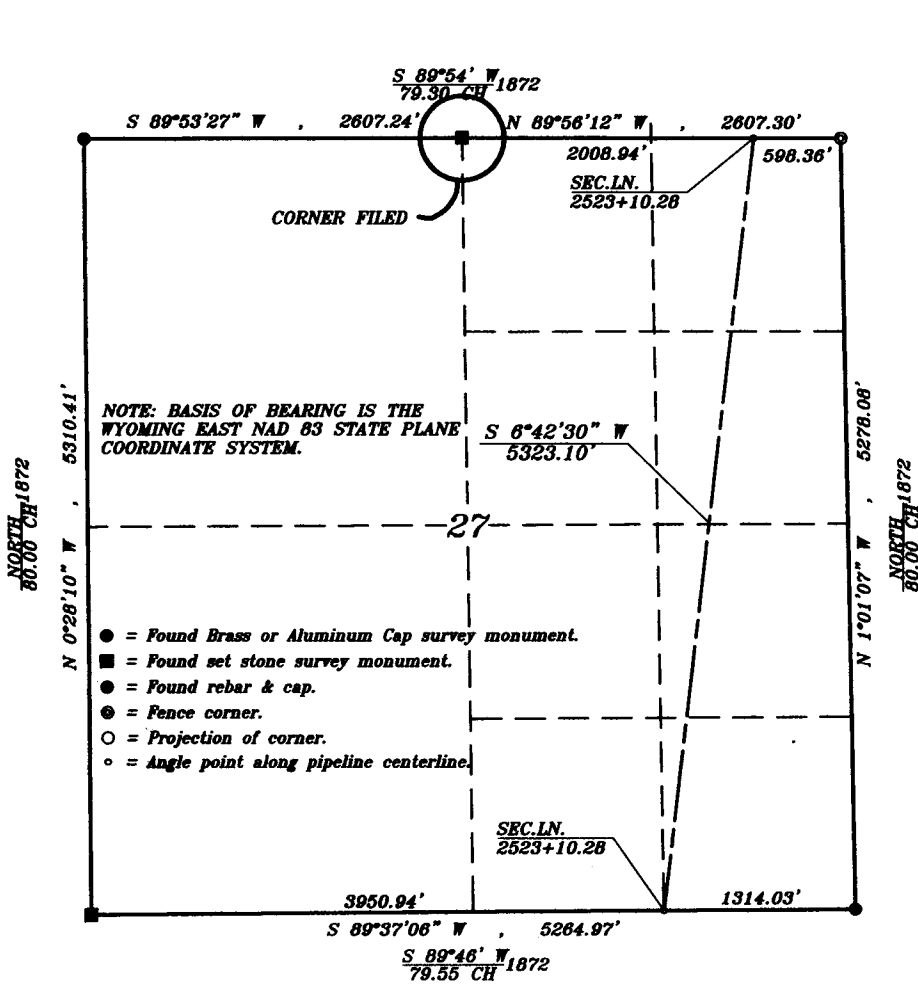 S 89°54' W
79.30 CH 1872
S 89°53'27" W , 2607.24'
N 89°56'12" W , 2607.30'
2008.94'
598.36'
SEC.LN.
2523+10.28
CORNER FILED
NOTE: BASIS OF BEARING IS THE
WYOMING EAST NAD 83 STATE PLANE
COORDINATE SYSTEM.
S 6°42'30" W
5323.10'
N 0°28'10" W , 5310.41'
NORTH
80.00 CH 1872
N 1°01'07" W , 5278.08'
NORTH
80.00 CH 1872
27
= Found Brass or Aluminum Cap survey monument.
= Found set stone survey monument.
= Found rebar & cap.
= Fence corner.
= Projection of corner.
= Angle point along pipeline centerline.
SEC.LN.
2523+10.28
3950.94'
1314.03'
S 89°37'06" W , 5264.97'
S 89°46' W
79.55 CH 1872